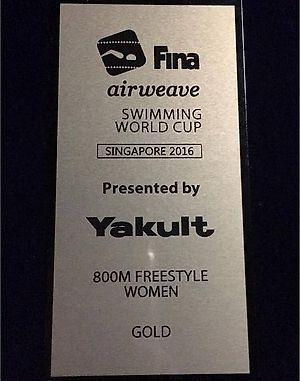 Fina
airweave
SWIMMING
WORLD CUP
SINGAPORE 2016
Presented by
Yakult
800M FREESTYLE
WOMEN
GOLD